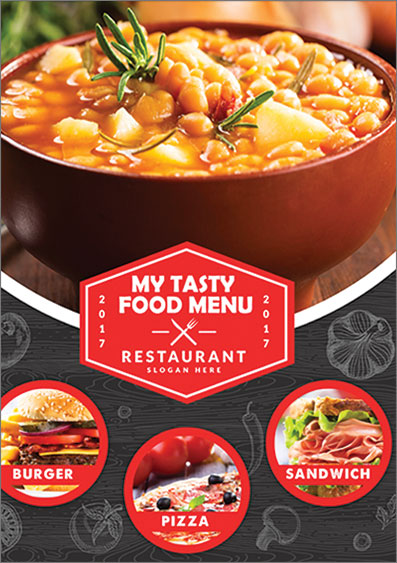 MY TASTY
FOOD MENU
2017
2017
RESTAURANT
SLOGAN HERE
BURGER
SANDWICH
PIZZA